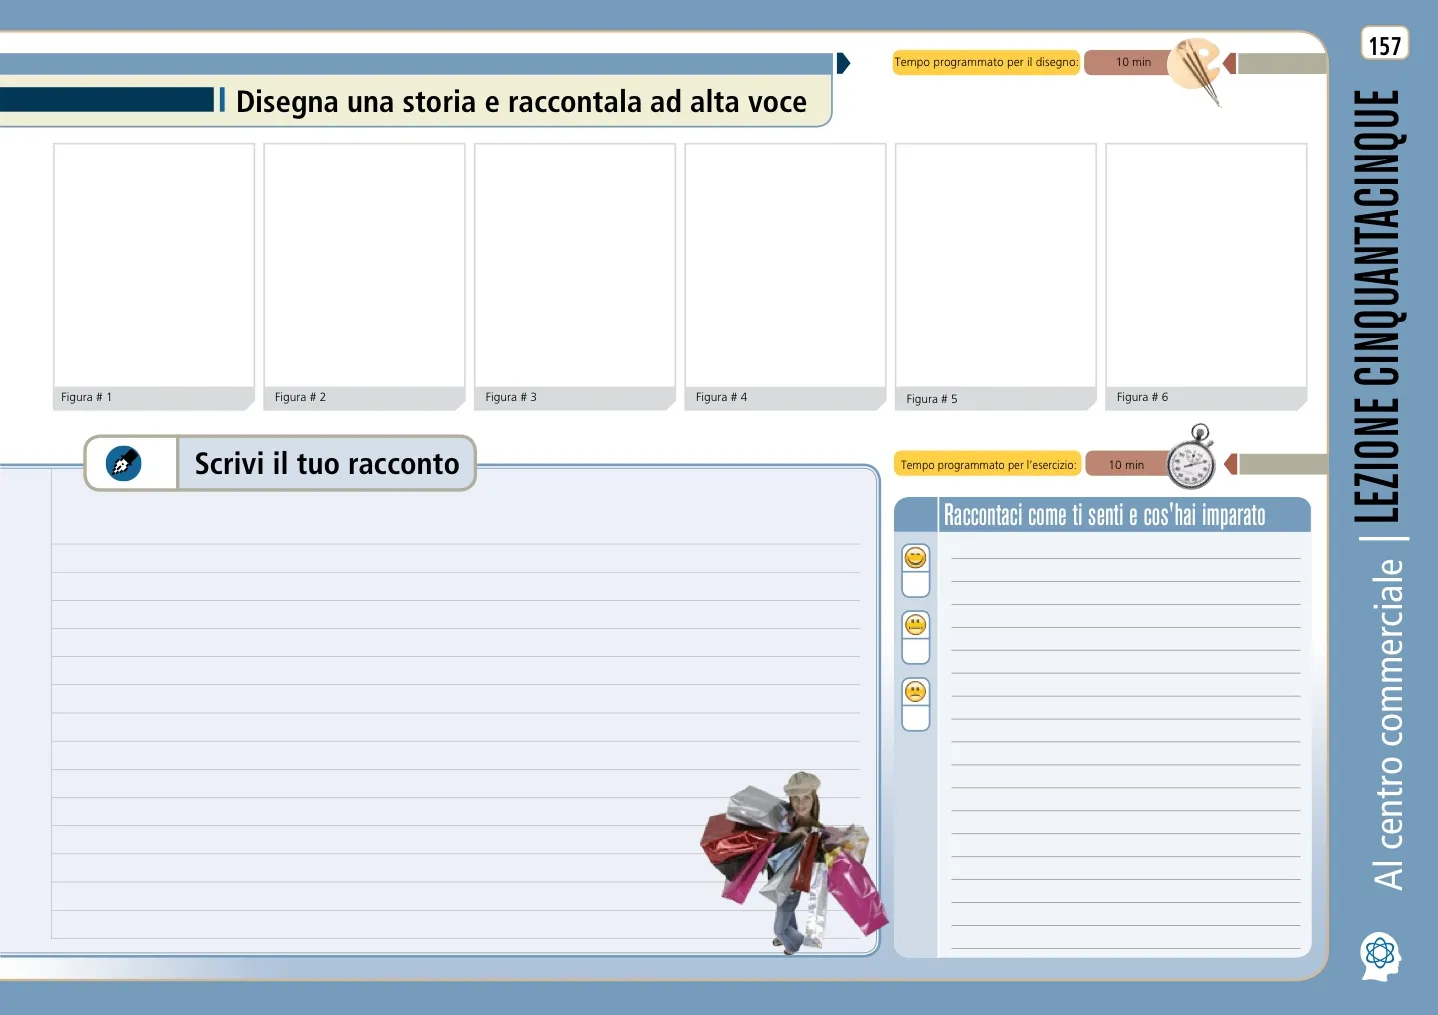 157
Tempo programmato per il disegno: 10 min
Disegna una storia e raccontala ad alta voce
Figura # 1
Figura # 2
Figura # 3
Figura # 4
Figura # 5
Figura # 6
Scrivi il tuo racconto
Tempo programmato per l'esercizio: 10 min
Raccontaci come ti senti e cos'hai imparato
Al centro commerciale | LEZIONE CINQUANTACINQUE